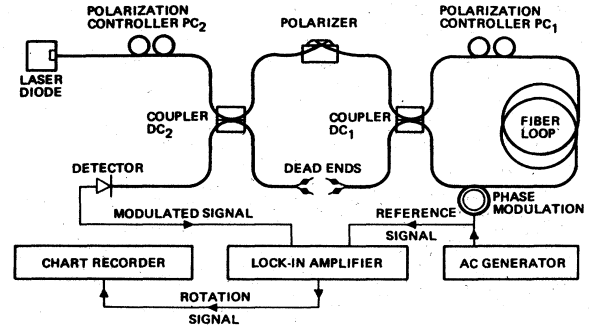 POLARIZATION
CONTROLLER PC2
POLARIZER
POLARIZATION
CONTROLLER PC1
LASER
DIODE
COUPLER
DC2
COUPLER
DC1
FIBER
LOOP
DETECTOR
DEAD ENDS
MODULATED SIGNAL
REFERENCE
SIGNAL
PHASE
MODULATION
CHART RECORDER
LOCK-IN AMPLIFIER
AC GENERATOR
ROTATION
SIGNAL